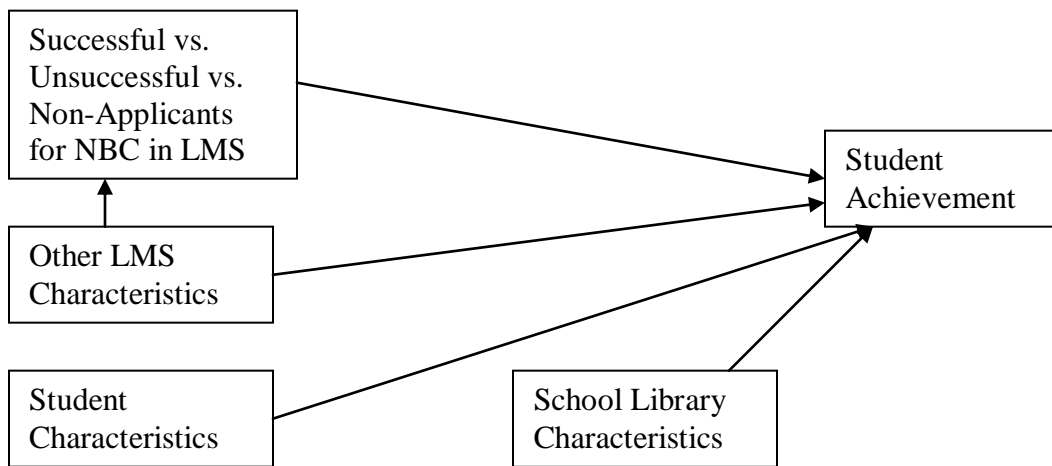 Successful vs.
Unsuccessful vs.
Non-Applicants
for NBC in LMS
Student
Achievement
Other LMS
Characteristics
Student
Characteristics
School Library
Characteristics